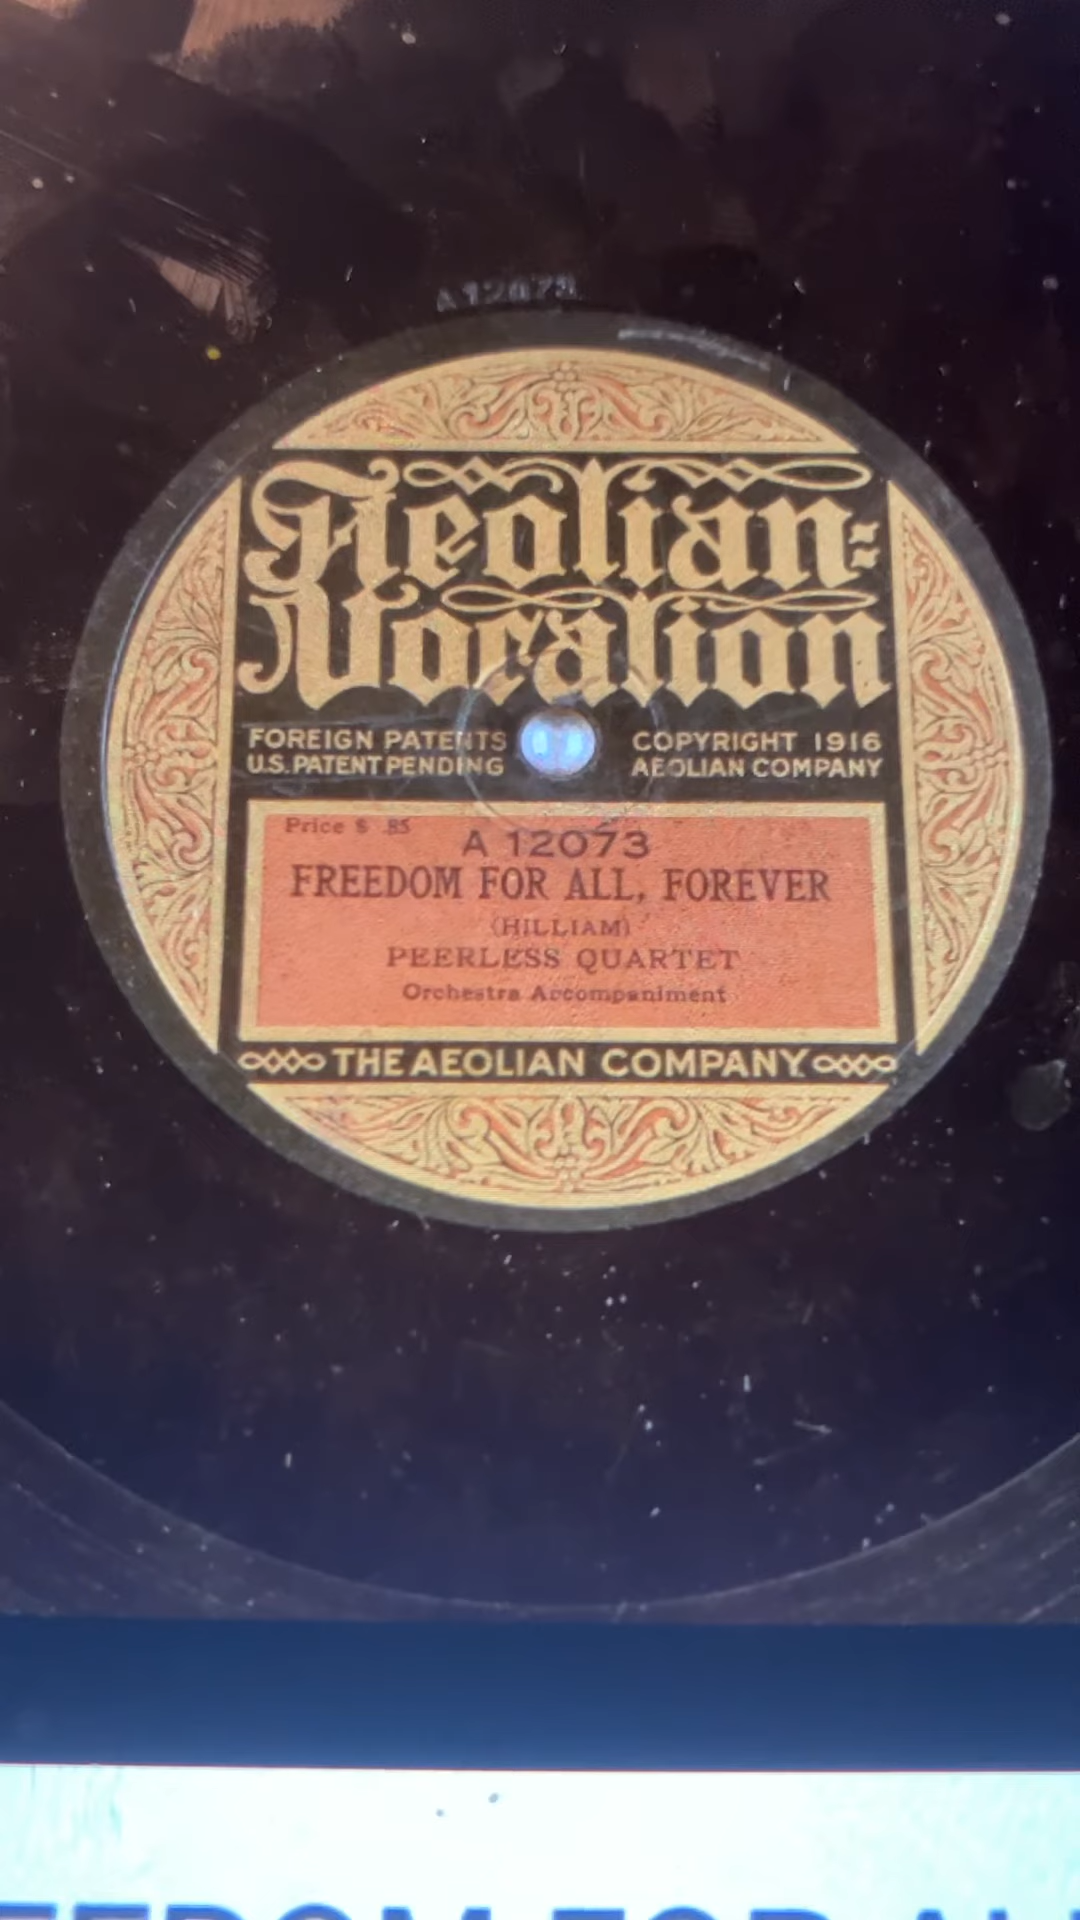 A12073
Aeolian-
Vocalion
FOREIGN PATENTS
U.S. PATENT PENDING
COPYRIGHT 1916
AEOLIAN COMPANY
Price $ .85
A 12073
FREEDOM FOR ALL, FOREVER
(HILLIAM)
PEERLESS QUARTET
Orchestra Accompaniment
THE AEOLIAN COMPANY